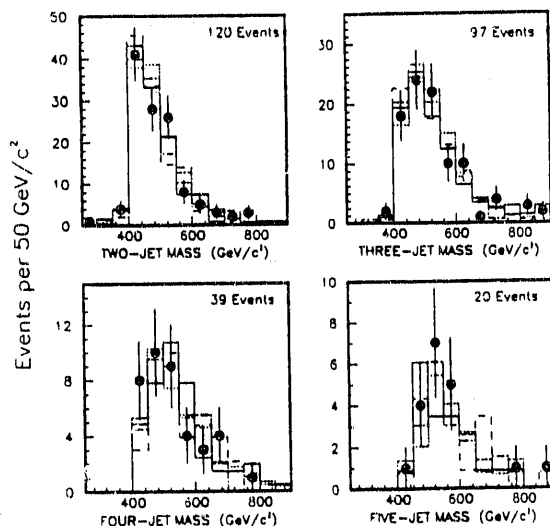 Events per 50 GeV/c²
120 Events
50
40
30
20
10
0
400 600 800
TWO-JET MASS (GeV/c²)
97 Events
30
20
10
0
400 600 800
THREE-JET MASS (GeV/c²)
39 Events
12
8
4
0
400 600 800
FOUR-JET MASS (GeV/c²)
20 Events
10
8
6
4
2
0
400 600 800
FIVE-JET MASS (GeV/c²)